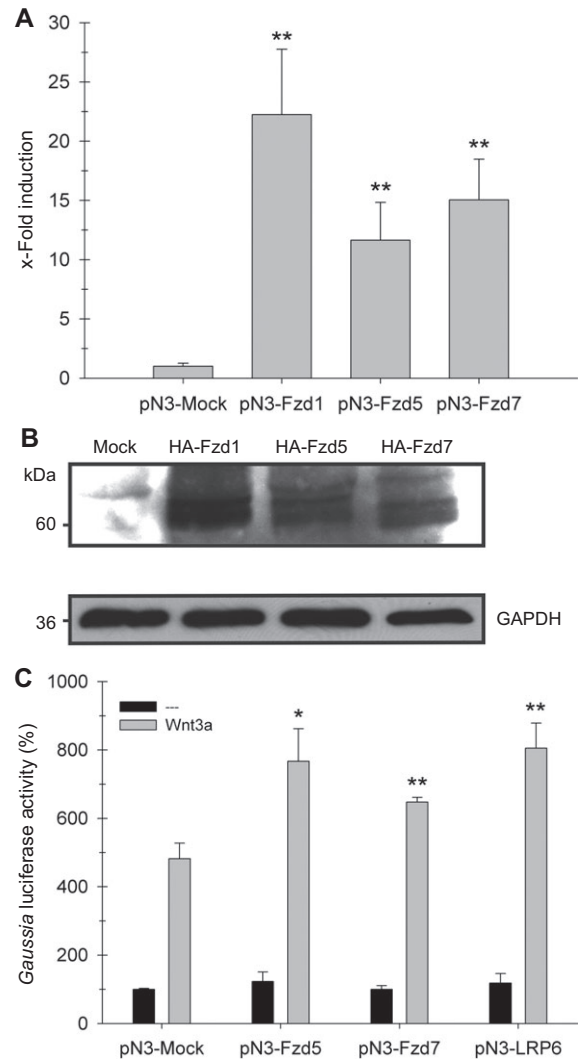 A
x-Fold induction
30
25
20
15
10
5
0
**
**
**
pN3-Mock pN3-Fzd1 pN3-Fzd5 pN3-Fzd7
B
Mock HA-Fzd1 HA-Fzd5 HA-Fzd7
kDa
60
36
GAPDH
C
Gaussia luciferase activity (%)
1000
800
600
400
200
0
---
Wnt3a
*
**
**
pN3-Mock pN3-Fzd5 pN3-Fzd7 pN3-LRP6